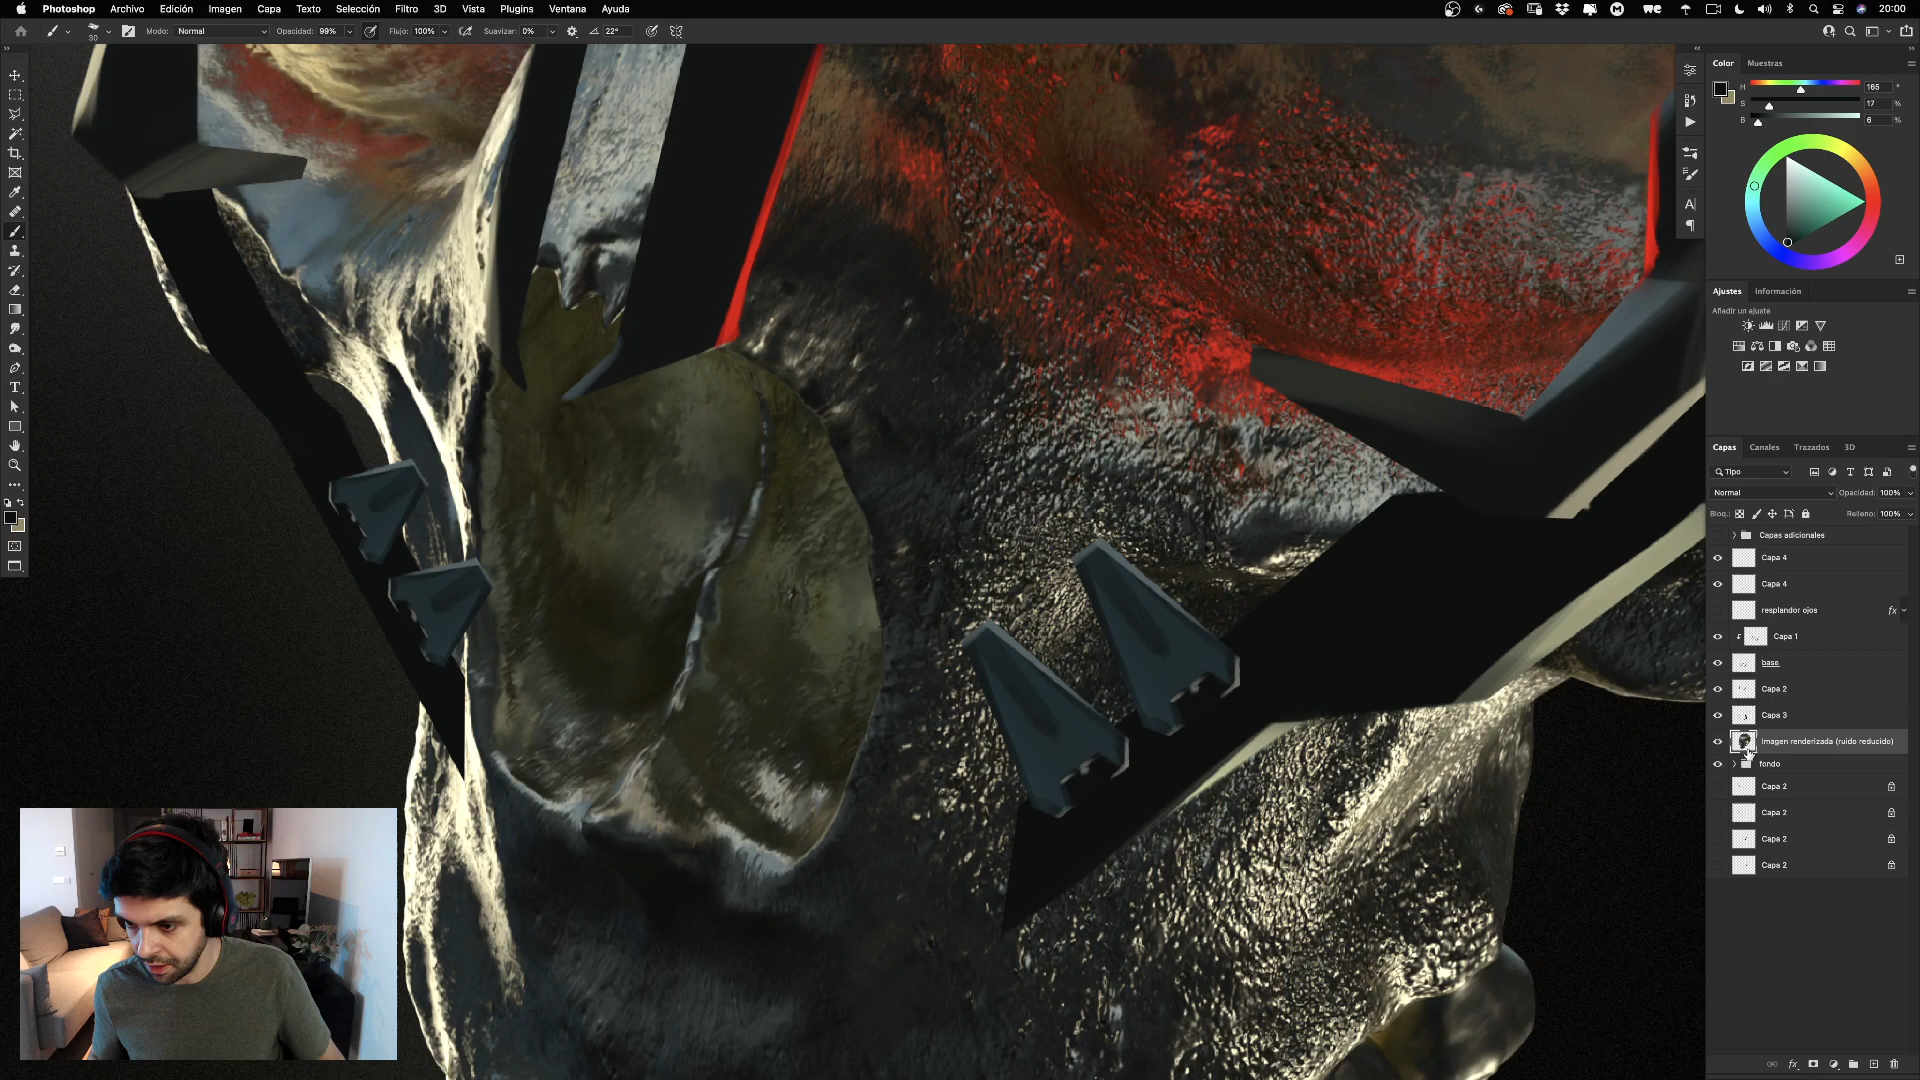 Photoshop Archivo Edición Imagen Capa Texto Selección Filtro 3D Vista Plugins Ventana Ayuda 20:00
30 Modo: Normal Opacidad: 99% Flujo: 100% Suavizar: 0% 22°
Color Muestras
H 165 °
S 17 %
B 6 %
Ajustes Información
Añadir un ajuste
Capas Canales Trazados 3D
Tipo
Normal Opacidad: 100%
Bloq.: Relleno: 100%
Capas adicionales
Capa 4
Capa 4
resplandor ojos fx
Capa 1
base
Capa 2
Capa 3
Imagen renderizada (ruido reducido)
fondo
Capa 2
Capa 2
Capa 2
Capa 2